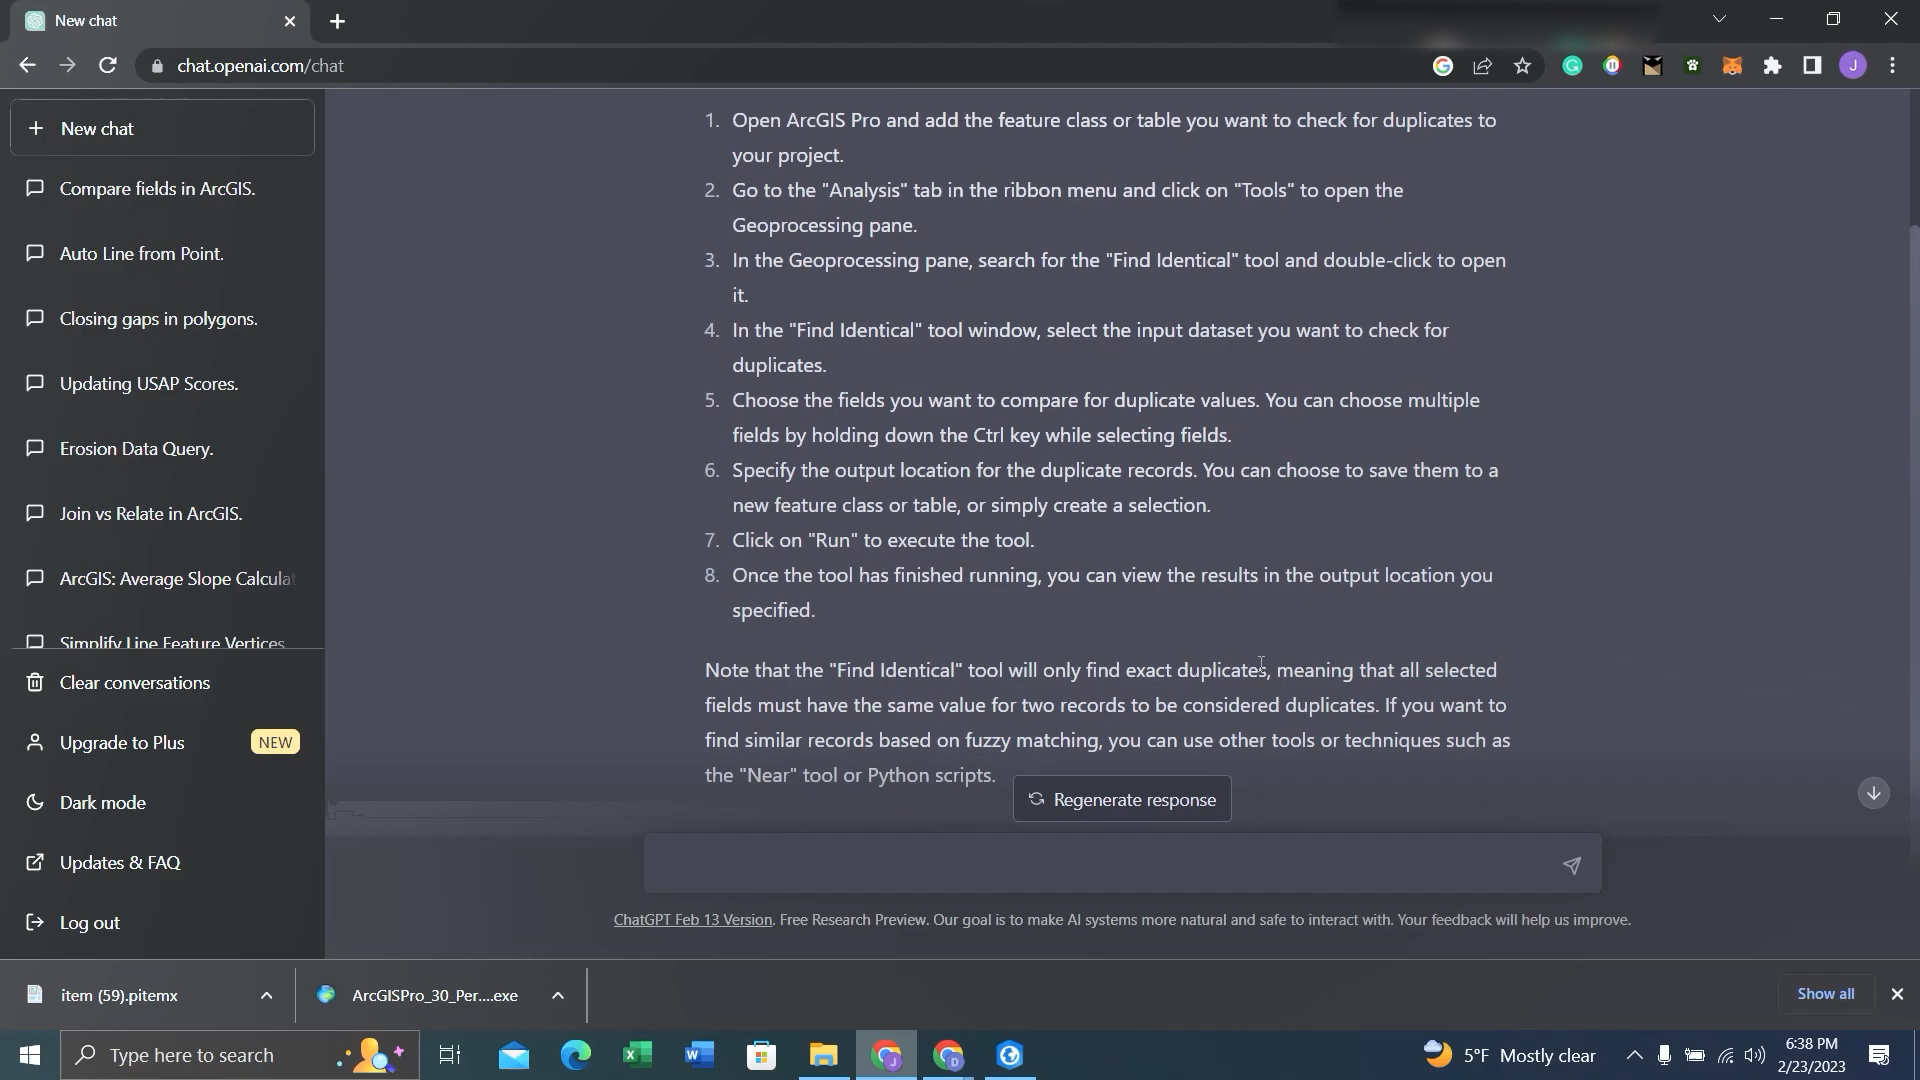 New chat
chat.openai.com/chat
J
New chat
Compare fields in ArcGIS.
Auto Line from Point.
Closing gaps in polygons.
Updating USAP Scores.
Erosion Data Query.
Join vs Relate in ArcGIS.
ArcGIS: Average Slope Calculat
Simplify Line Feature Vertices
Clear conversations
Upgrade to Plus NEW
Dark mode
Updates & FAQ
Log out
1. Open ArcGIS Pro and add the feature class or table you want to check for duplicates to
your project.
2. Go to the "Analysis" tab in the ribbon menu and click on "Tools" to open the
Geoprocessing pane.
3. In the Geoprocessing pane, search for the "Find Identical" tool and double-click to open
it.
4. In the "Find Identical" tool window, select the input dataset you want to check for
duplicates.
5. Choose the fields you want to compare for duplicate values. You can choose multiple
fields by holding down the Ctrl key while selecting fields.
6. Specify the output location for the duplicate records. You can choose to save them to a
new feature class or table, or simply create a selection.
7. Click on "Run" to execute the tool.
8. Once the tool has finished running, you can view the results in the output location you
specified.
Note that the "Find Identical" tool will only find exact duplicates, meaning that all selected
fields must have the same value for two records to be considered duplicates. If you want to
find similar records based on fuzzy matching, you can use other tools or techniques such as
the "Near" tool or Python scripts.
Regenerate response
ChatGPT Feb 13 Version. Free Research Preview. Our goal is to make AI systems more natural and safe to interact with. Your feedback will help us improve.
item (59).pitemx
ArcGISPro_30_Per....exe
Show all
Type here to search
5°F Mostly clear
6:38 PM
2/23/2023